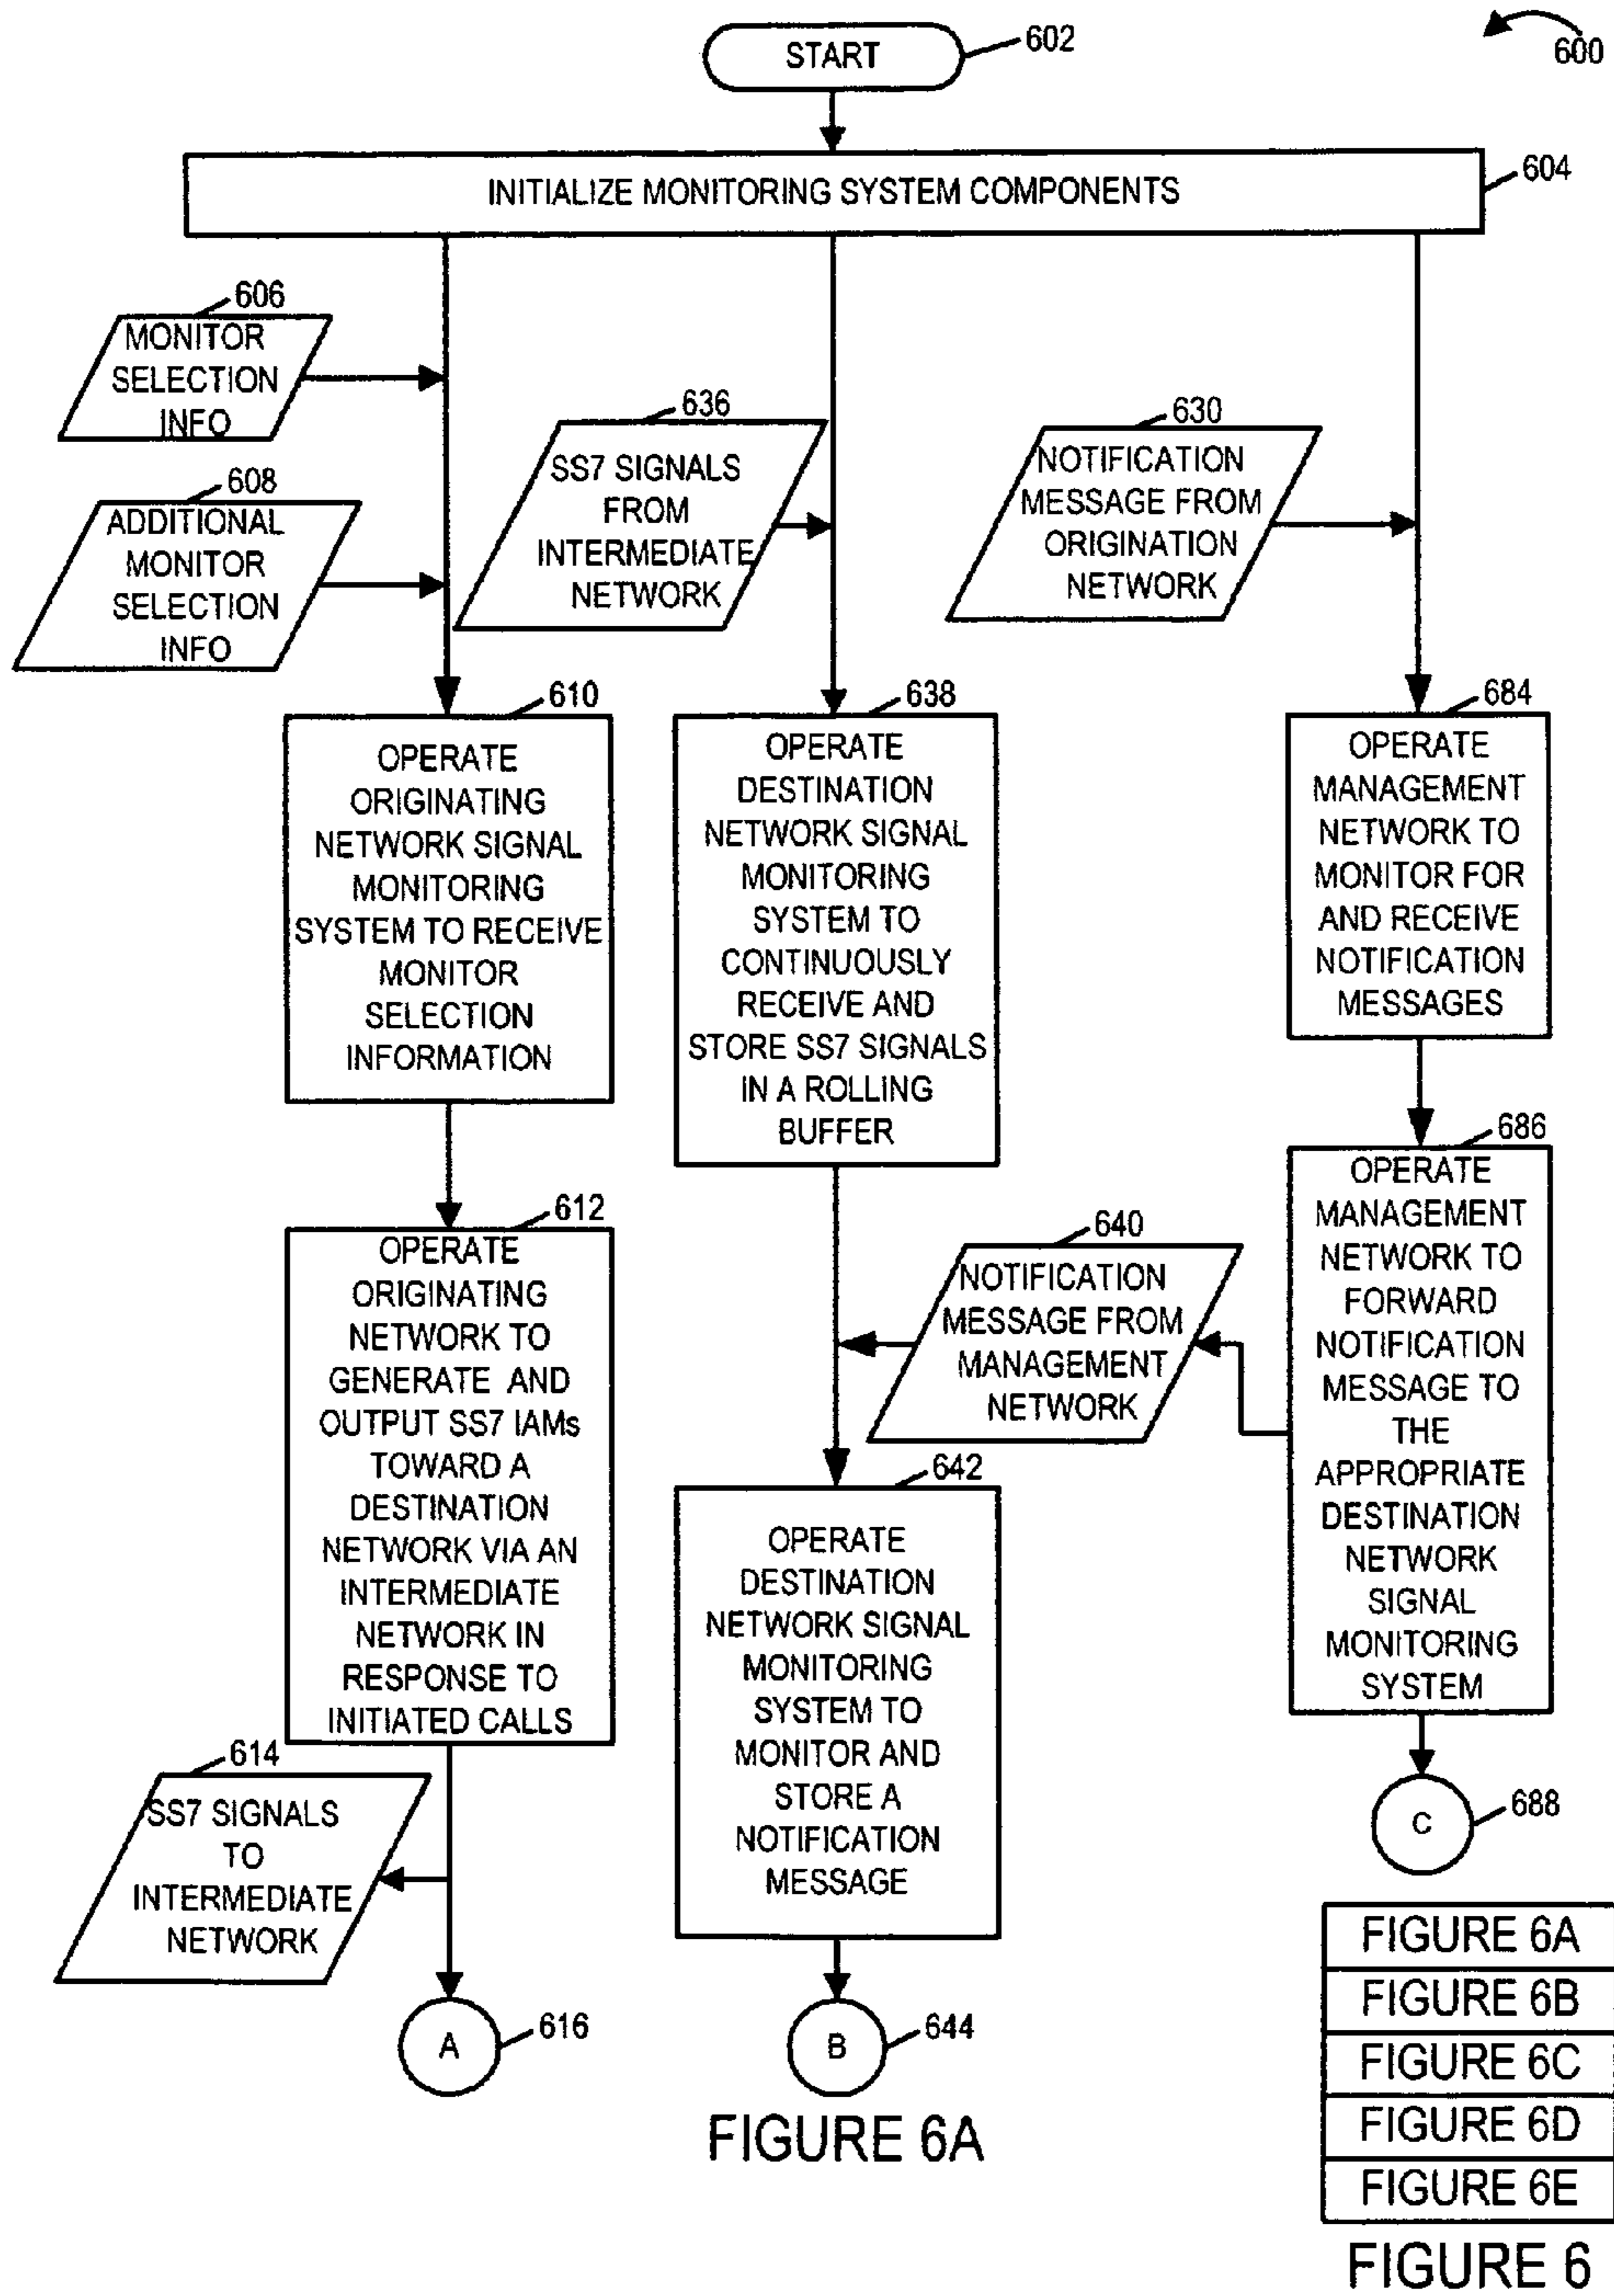 START
602
600
INITIALIZE MONITORING SYSTEM COMPONENTS
604
606
MONITOR
SELECTION
INFO
608
ADDITIONAL
MONITOR
SELECTION
INFO
636
SS7 SIGNALS
FROM
INTERMEDIATE
NETWORK
630
NOTIFICATION
MESSAGE FROM
ORIGINATION
NETWORK
610
OPERATE
ORIGINATING
NETWORK SIGNAL
MONITORING
SYSTEM TO RECEIVE
MONITOR
SELECTION
INFORMATION
638
OPERATE
DESTINATION
NETWORK SIGNAL
MONITORING
SYSTEM TO
CONTINUOUSLY
RECEIVE AND
STORE SS7 SIGNALS
IN A ROLLING
BUFFER
684
OPERATE
MANAGEMENT
NETWORK TO
MONITOR FOR
AND RECEIVE
NOTIFICATION
MESSAGES
612
OPERATE
ORIGINATING
NETWORK TO
GENERATE AND
OUTPUT SS7 IAMs
TOWARD A
DESTINATION
NETWORK VIA AN
INTERMEDIATE
NETWORK IN
RESPONSE TO
INITIATED CALLS
640
NOTIFICATION
MESSAGE FROM
MANAGEMENT
NETWORK
686
OPERATE
MANAGEMENT
NETWORK TO
FORWARD
NOTIFICATION
MESSAGE TO
THE
APPROPRIATE
DESTINATION
NETWORK
SIGNAL
MONITORING
SYSTEM
642
OPERATE
DESTINATION
NETWORK SIGNAL
MONITORING
SYSTEM TO
MONITOR AND
STORE A
NOTIFICATION
MESSAGE
614
SS7 SIGNALS
TO
INTERMEDIATE
NETWORK
C
688
A
616
B
644
FIGURE 6A
FIGURE 6A
FIGURE 6B
FIGURE 6C
FIGURE 6D
FIGURE 6E
FIGURE 6